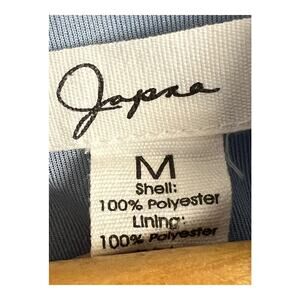 Japna
M
Shell:
100% Polyester
Lining:
100% Polyester